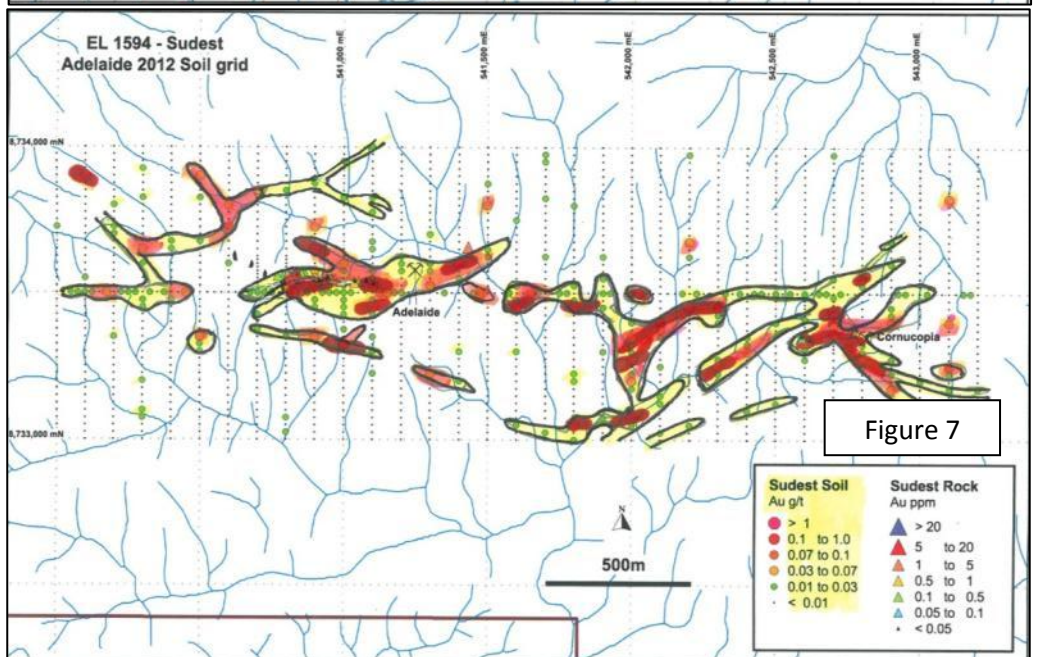 EL 1594 - Sudest
Adelaide 2012 Soil grid
541,000 mE
541,500 mE
542,000 mE
542,500 mE
543,000 mE
8,734,000 mN
Adelaide
Cornucopia
8,733,000 mN
Figure 7
N
500m
Sudest Soil
Au g/t
> 1
0.1 to 1.0
0.07 to 0.1
0.03 to 0.07
0.01 to 0.03
< 0.01
Sudest Rock
Au ppm
> 20
5 to 20
1 to 5
0.5 to 1
0.1 to 0.5
0.05 to 0.1
< 0.05